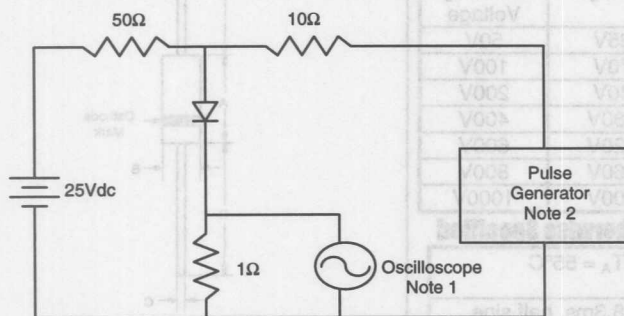 50Ω
10Ω
25Vdc
Pulse
Generator
Note 2
1Ω
Oscilloscope
Note 1